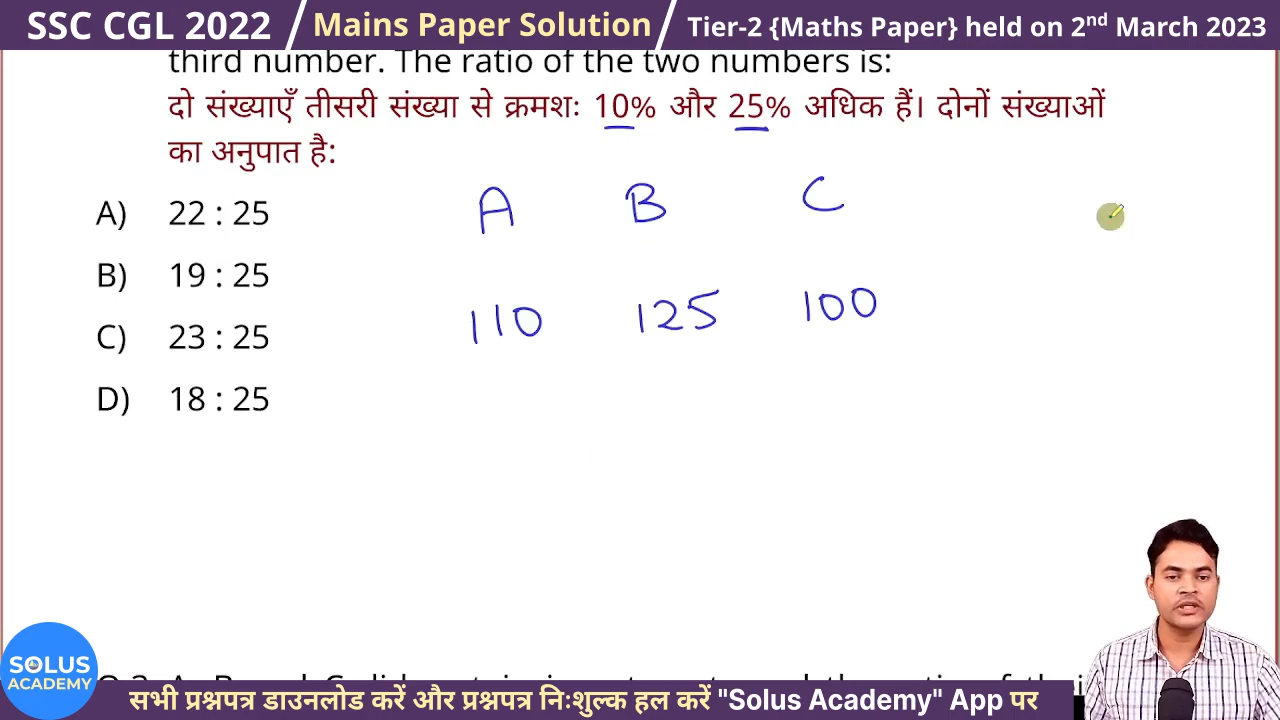 SSC CGL 2022 Mains Paper Solution Tier-2 {Maths Paper} held on 2nd March 2023
third number. The ratio of the two numbers is:
दो संख्याएँ तीसरी संख्या से क्रमशः 10% और 25% अधिक हैं। दोनों संख्याओं
का अनुपात है:
A) 22 : 25
B) 19 : 25
C) 23 : 25
D) 18 : 25
A B C
110 125 100
SOLUS
ACADEMY
सभी प्रश्नपत्र डाउनलोड करें और प्रश्नपत्र निःशुल्क हल करें "Solus Academy" App पर